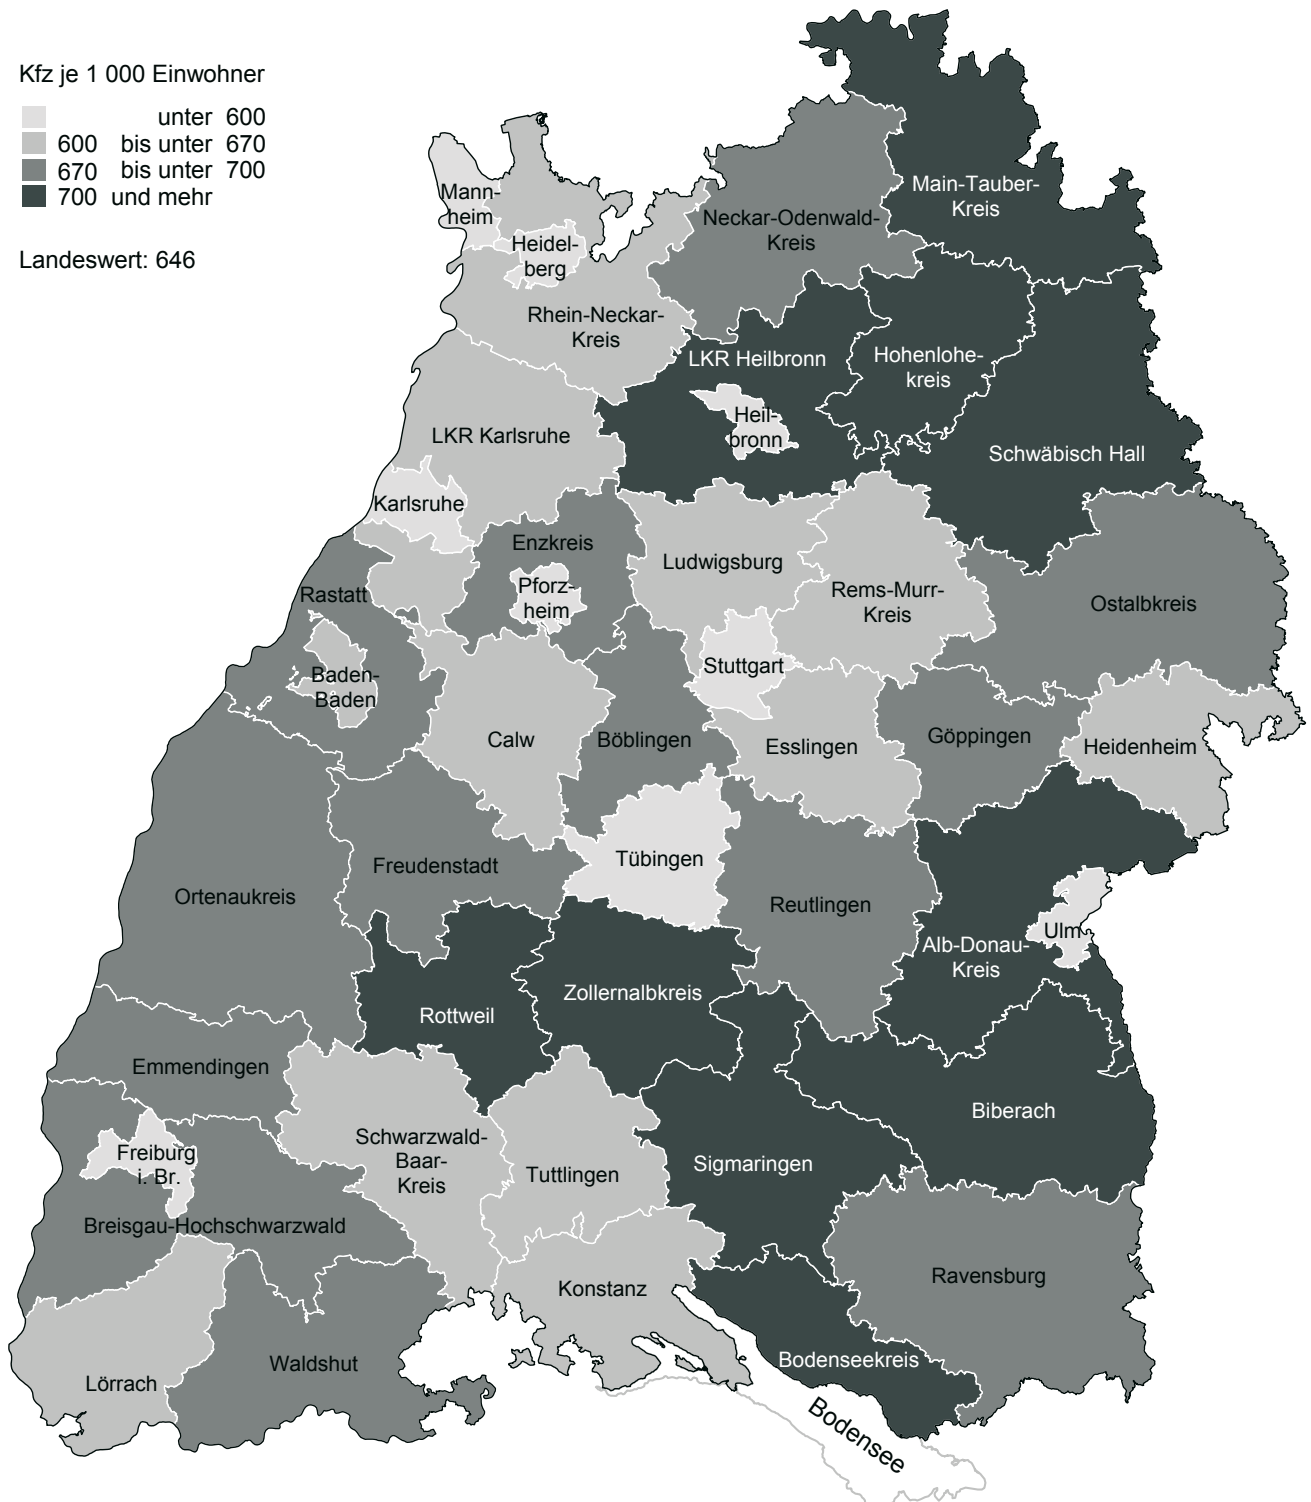 Kfz je 1 000 Einwohner
unter 600
600 bis unter 670
670 bis unter 700
700 und mehr
Landeswert: 646
Main-Tauber-
Kreis
Mann-
heim
Neckar-Odenwald-
Kreis
Heidel-
berg
Rhein-Neckar-
Kreis
LKR Heilbronn
Hohenlohe-
kreis
Heil-
bronn
LKR Karlsruhe
Schwäbisch Hall
Karlsruhe
Enzkreis
Ludwigsburg
Pforz-
heim
Rems-Murr-
Kreis
Ostalbkreis
Rastatt
Stuttgart
Baden-
Baden
Calw
Böblingen
Esslingen
Göppingen
Heidenheim
Tübingen
Freudenstadt
Ortenaukreis
Reutlingen
Ulm
Alb-Donau-
Kreis
Zollernalbkreis
Rottweil
Emmendingen
Biberach
Schwarzwald-
Baar-
Kreis
Freiburg
i. Br.
Tuttlingen
Sigmaringen
Breisgau-Hochschwarzwald
Ravensburg
Konstanz
Waldshut
Bodenseekreis
Lörrach
Bodensee